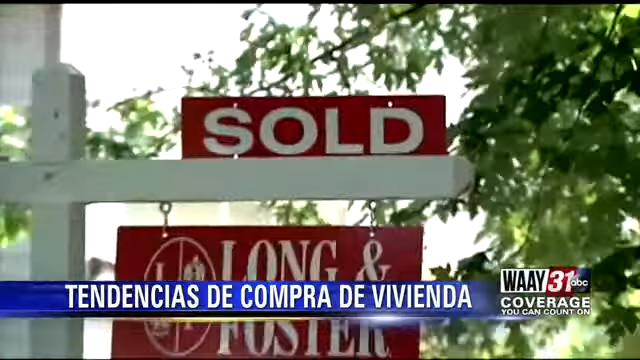 SOLD
LONG &
FOSTER
TENDENCIAS DE COMPRA DE VIVIENDA
WAAY 31 abc
COVERAGE
YOU CAN COUNT ON